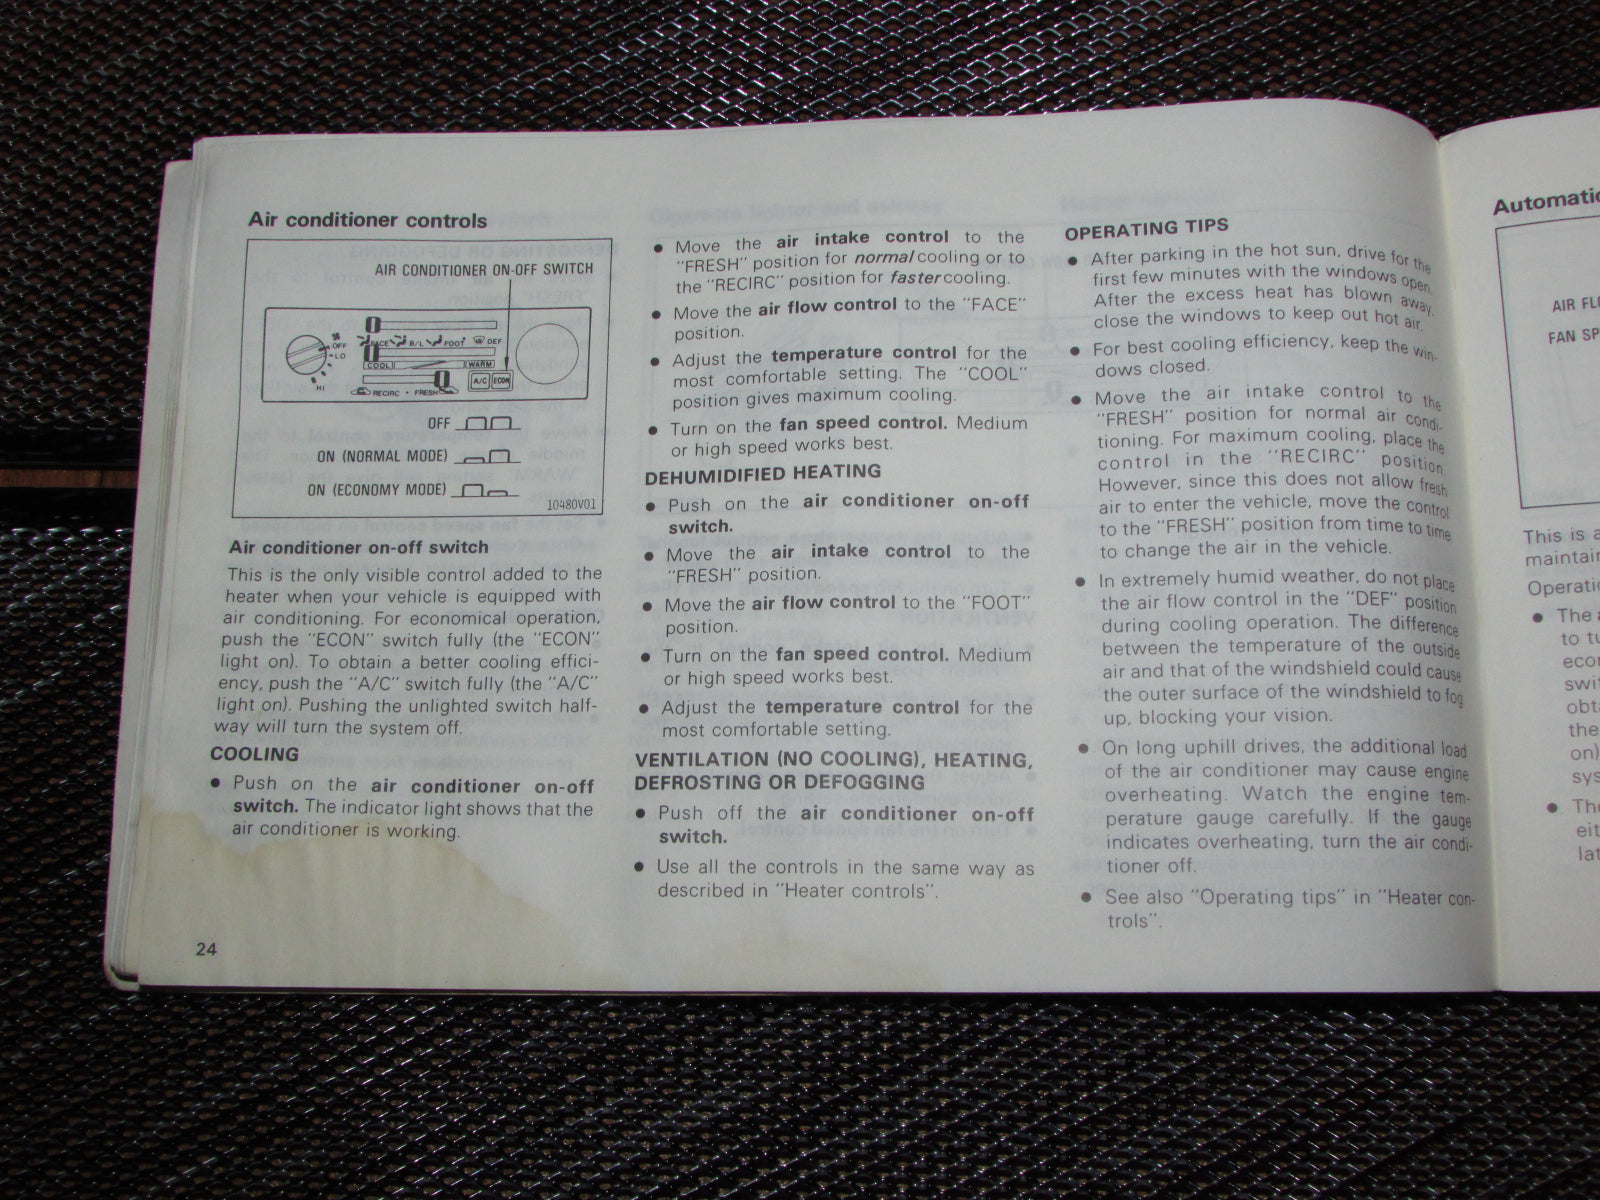 Air conditioner controls
AIR CONDITIONER ON-OFF SWITCH
OFF
LO
HI
FACE B/L FOOT DEF
COOL WARM
A/C ECON
RECIRC • FRESH
OFF
ON (NORMAL MODE)
ON (ECONOMY MODE)
10480V01
Air conditioner on-off switch
This is the only visible control added to the
heater when your vehicle is equipped with
air conditioning. For economical operation,
push the "ECON" switch fully (the "ECON"
light on). To obtain a better cooling effici-
ency, push the "A/C" switch fully (the "A/C"
light on). Pushing the unlighted switch half-
way will turn the system off.
COOLING
● Push on the air conditioner on-off
switch. The indicator light shows that the
air conditioner is working.
24
● Move the air intake control to the
"FRESH" position for normal cooling or to
the "RECIRC" position for faster cooling.
● Move the air flow control to the "FACE"
position.
● Adjust the temperature control for the
most comfortable setting. The "COOL"
position gives maximum cooling.
● Turn on the fan speed control. Medium
or high speed works best.
DEHUMIDIFIED HEATING
● Push on the air conditioner on-off
switch.
● Move the air intake control to the
"FRESH" position.
● Move the air flow control to the "FOOT"
position.
● Turn on the fan speed control. Medium
or high speed works best.
● Adjust the temperature control for the
most comfortable setting.
VENTILATION (NO COOLING), HEATING,
DEFROSTING OR DEFOGGING
● Push off the air conditioner on-off
switch.
● Use all the controls in the same way as
described in "Heater controls".
OPERATING TIPS
● After parking in the hot sun, drive for the
first few minutes with the windows open.
After the excess heat has blown away,
close the windows to keep out hot air.
● For best cooling efficiency, keep the win-
dows closed.
● Move the air intake control to the
"FRESH" position for normal air condi-
tioning. For maximum cooling, place the
control in the "RECIRC" position.
However, since this does not allow fresh
air to enter the vehicle, move the control
to the "FRESH" position from time to time
to change the air in the vehicle.
● In extremely humid weather, do not place
the air flow control in the "DEF" position
during cooling operation. The difference
between the temperature of the outside
air and that of the windshield could cause
the outer surface of the windshield to fog
up, blocking your vision.
● On long uphill drives, the additional load
of the air conditioner may cause engine
overheating. Watch the engine tem-
perature gauge carefully. If the gauge
indicates overheating, turn the air condi-
tioner off.
● See also "Operating tips" in "Heater con-
trols".
Automatic
AIR FL
FAN SP
This is a
maintain
Operati
● The a
to tu
econ
swit
obta
the
on)
sys
● The
eit
lat